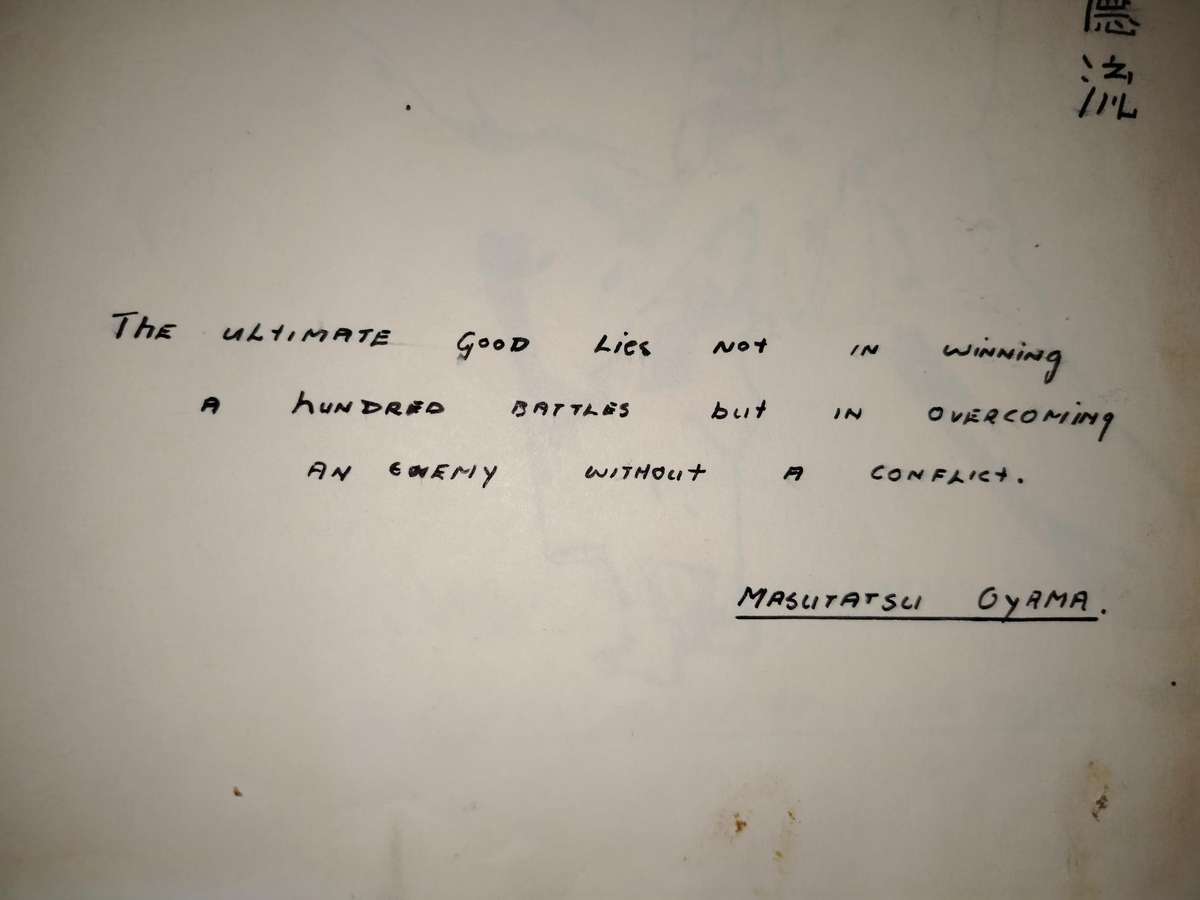 流
The ULTIMATE GOOD Lies Not IN WINNING
A hUNDRED BATTLES but IN OVERCOMING
AN ENEMY WITHOUT A CONFLICT.
MASUTATSU OYAMA.